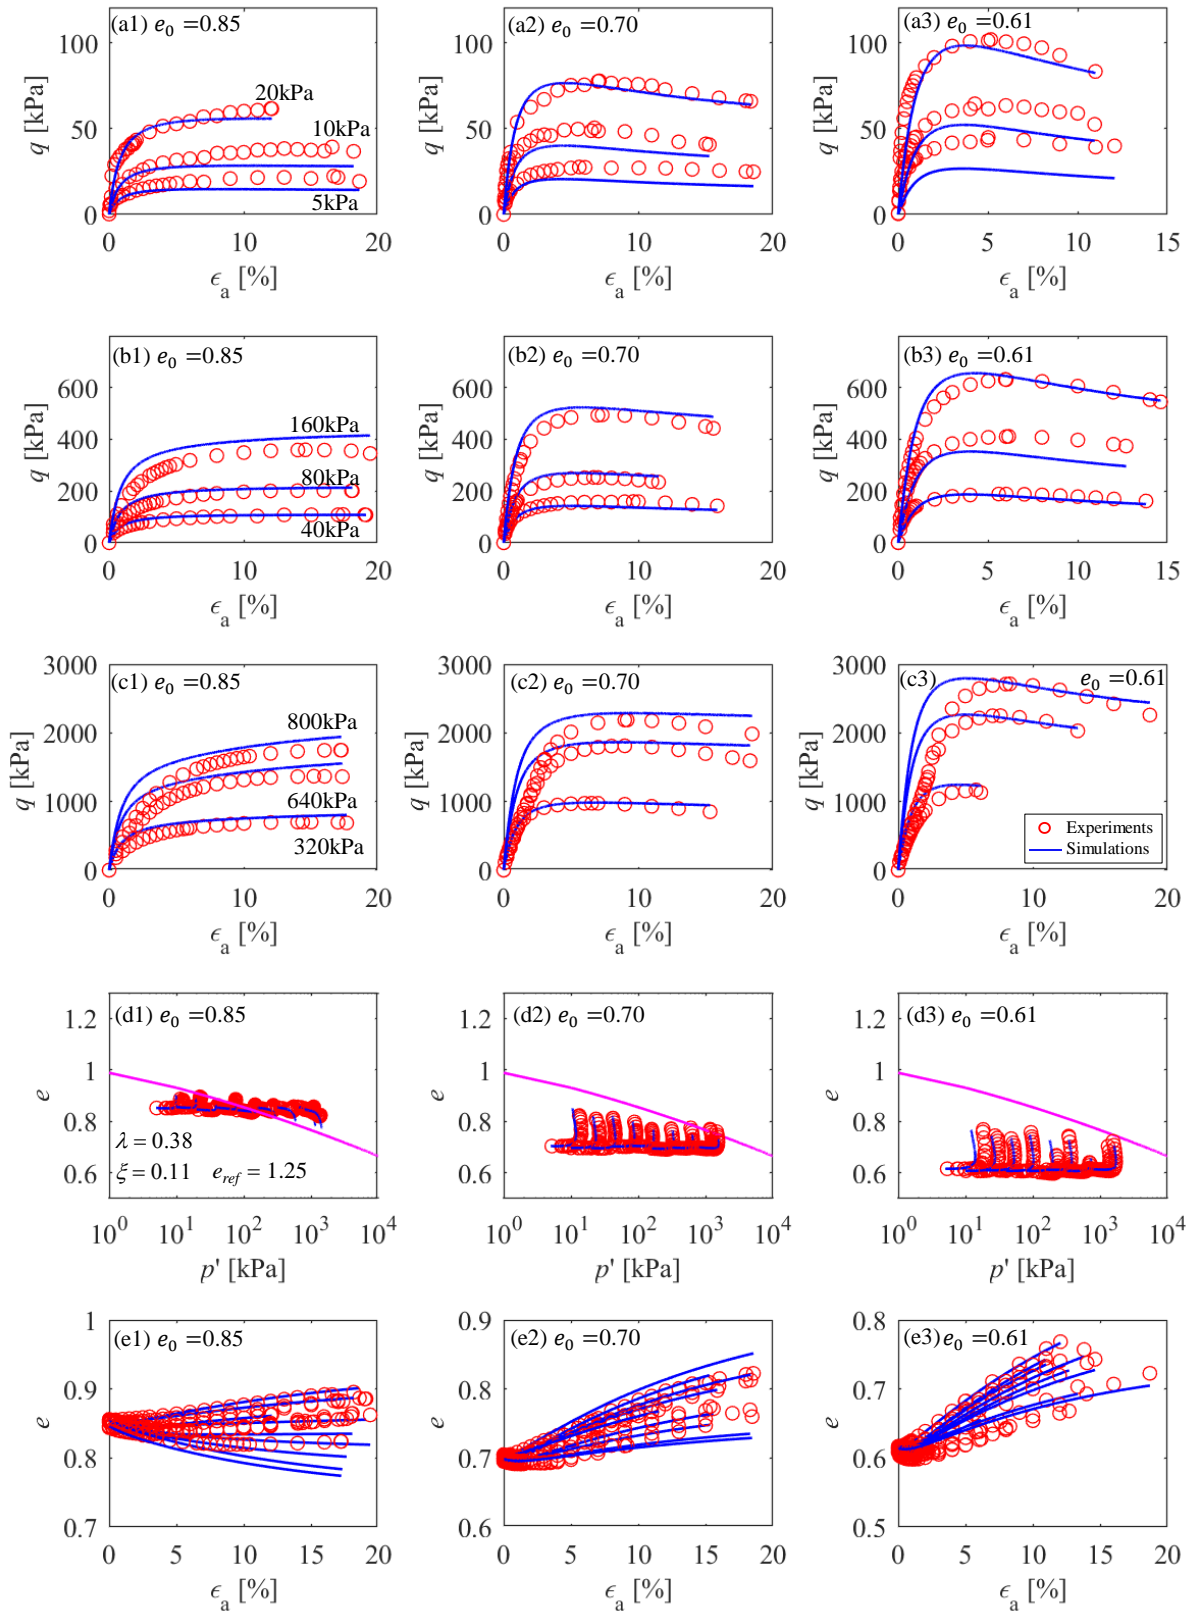 (a1) e0 =0.85
(a2) e0 =0.70
(a3) e0 =0.61
100
50
0
q [kPa]
20kPa
10kPa
5kPa
0 10 20
ϵa [%]
100
50
0
q [kPa]
0 5 10 15 20
ϵa [%]
100
50
0
q [kPa]
0 5 10 15
ϵa [%]
(b1) e0 =0.85
(b2) e0 =0.70
(b3) e0 =0.61
600
400
200
0
q [kPa]
160kPa
80kPa
40kPa
0 10 20
ϵa [%]
600
400
200
0
q [kPa]
0 5 10 15 20
ϵa [%]
600
400
200
0
q [kPa]
0 5 10 15
ϵa [%]
(c1) e0 =0.85
(c2) e0 =0.70
(c3) e0 =0.61
3000
2000
1000
0
q [kPa]
800kPa
640kPa
320kPa
0 10 20
ϵa [%]
3000
2000
1000
0
q [kPa]
0 5 10 15 20
ϵa [%]
3000
2000
1000
0
q [kPa]
Experiments
Simulations
0 10 20
ϵa [%]
(d1) e0 =0.85
(d2) e0 =0.70
(d3) e0 =0.61
1.2
1
0.8
0.6
e
λ = 0.38
ξ = 0.11 eref = 1.25
10^0 10^1 10^2 10^3 10^4
p' [kPa]
1.2
1
0.8
0.6
e
10^0 10^1 10^2 10^3 10^4
p' [kPa]
1.2
1
0.8
0.6
e
10^0 10^1 10^2 10^3 10^4
p' [kPa]
(e1) e0 =0.85
(e2) e0 =0.70
(e3) e0 =0.61
1
0.9
0.8
0.7
e
0 5 10 15 20
ϵa [%]
0.9
0.8
0.7
0.6
e
0 5 10 15 20
ϵa [%]
0.8
0.7
0.6
0.5
e
0 5 10 15 20
ϵa [%]